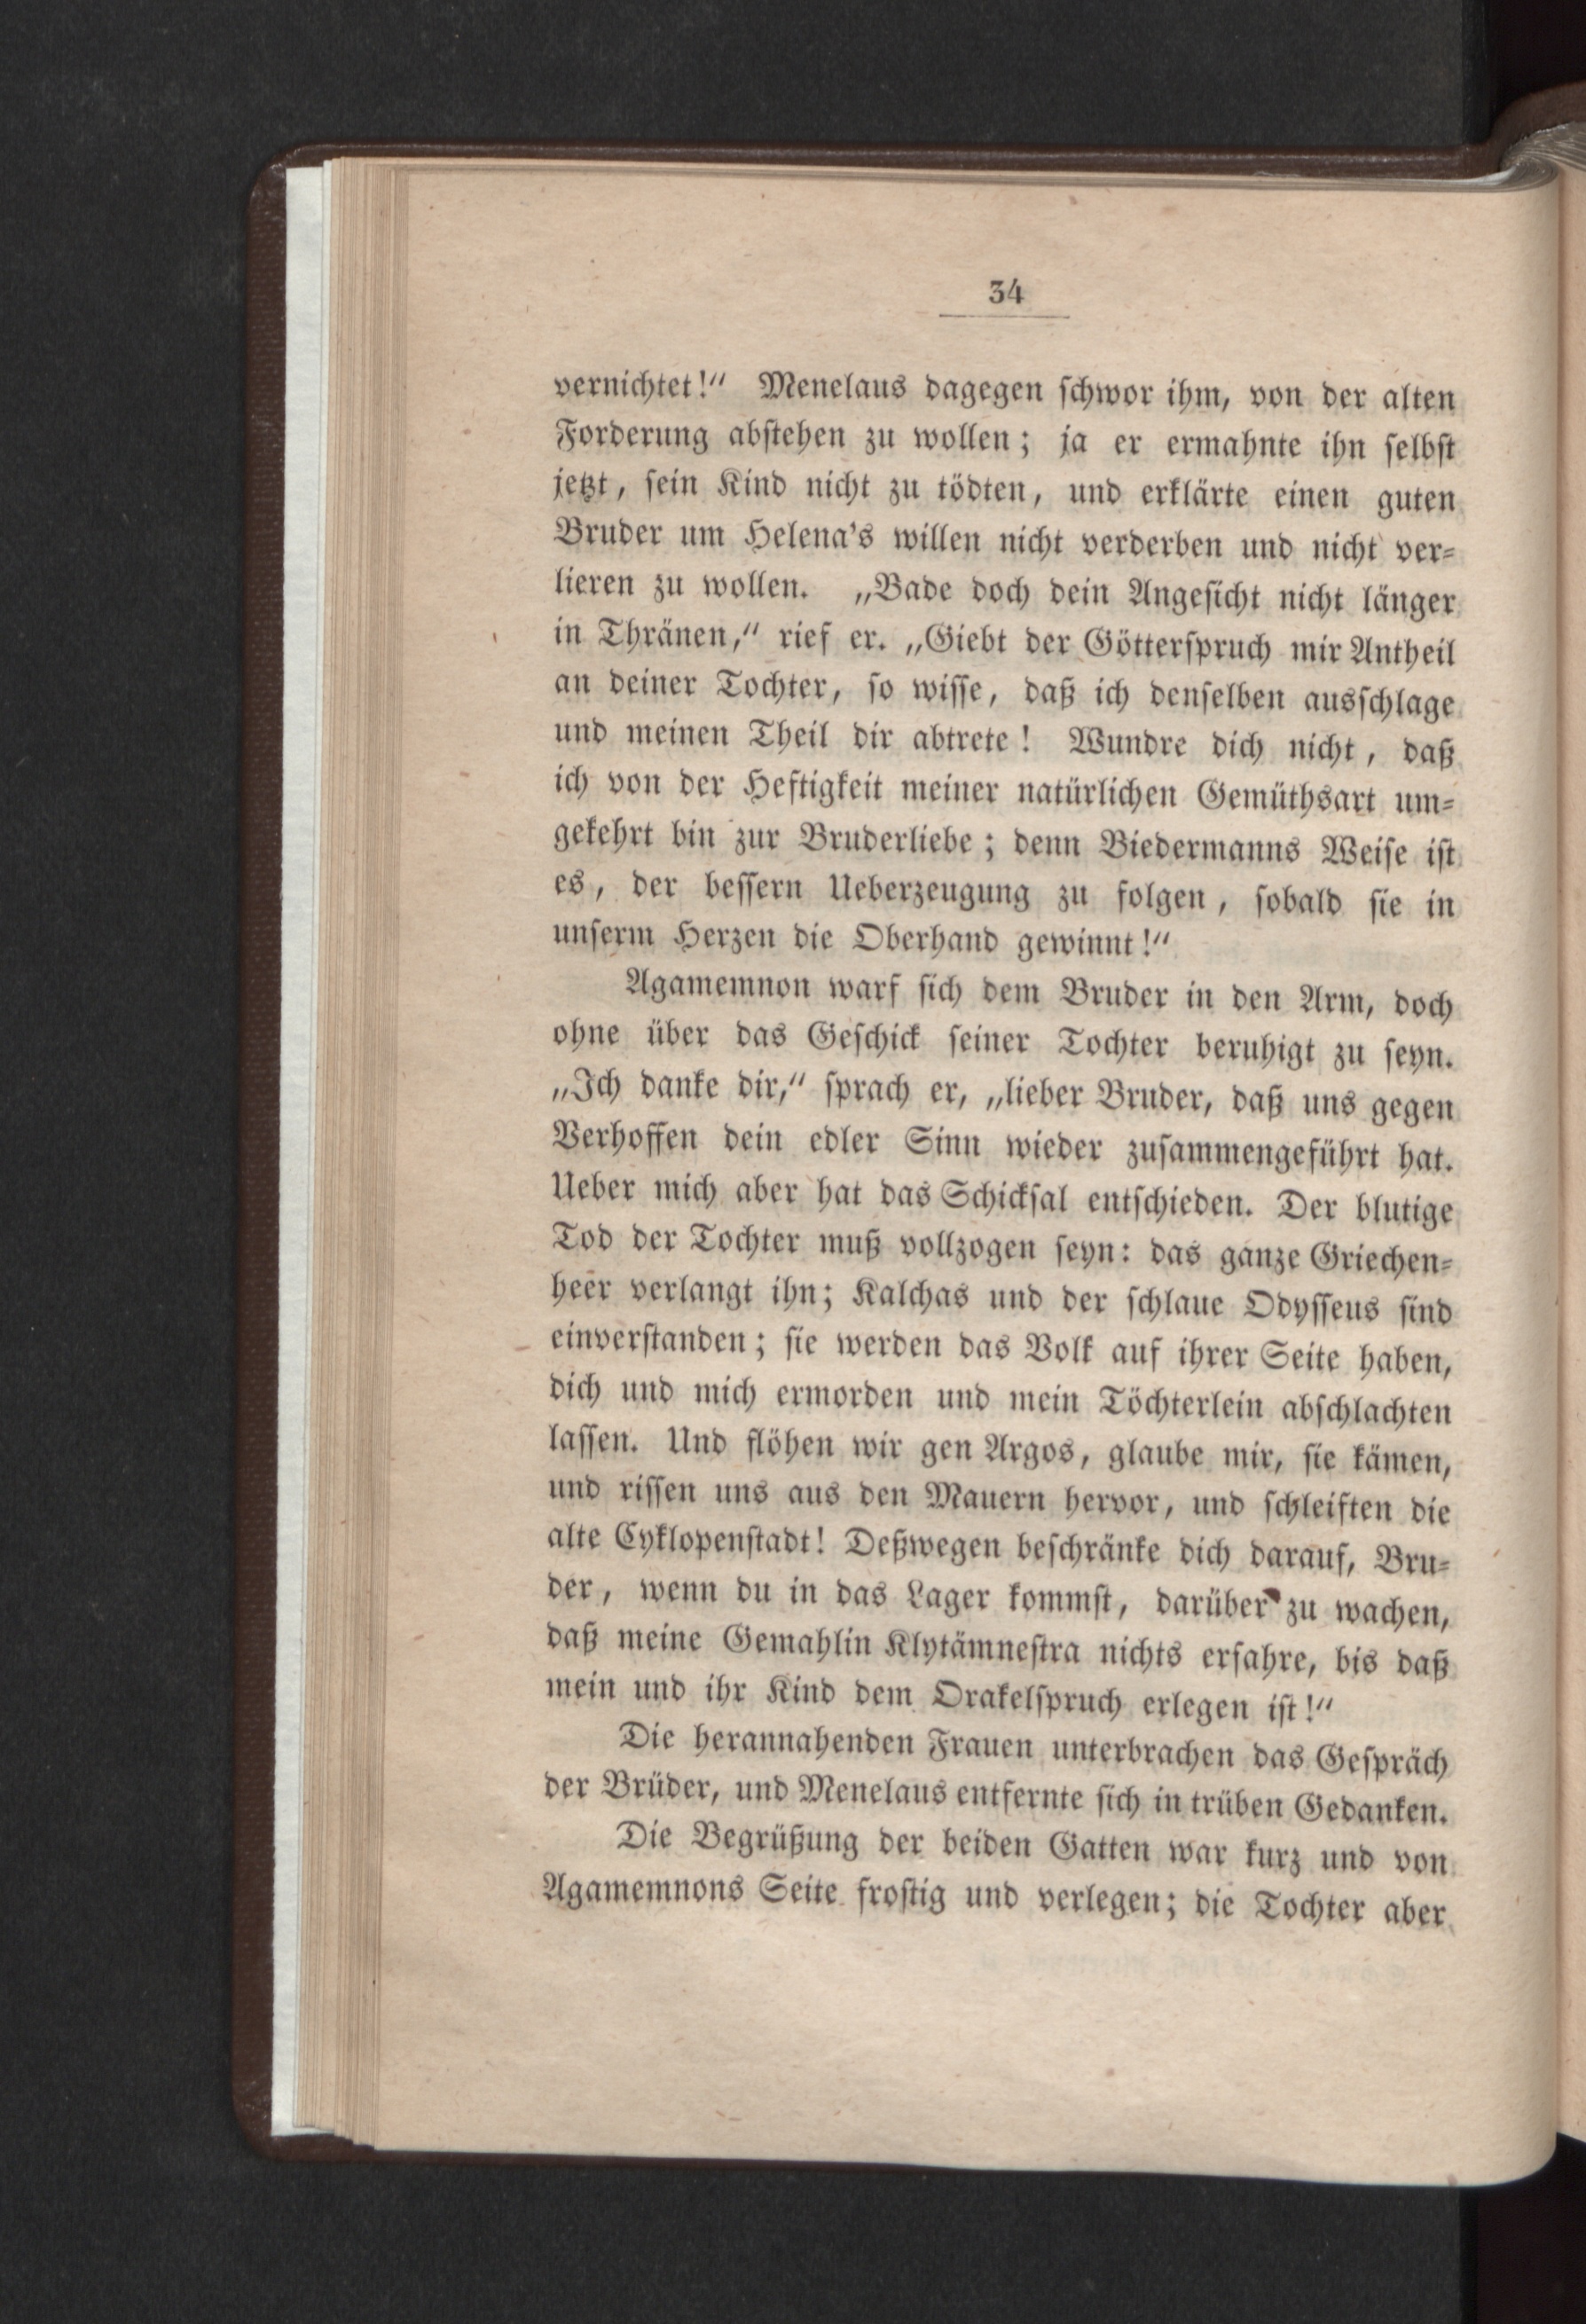 34
vernichtet!“ Menelaus dagegen ſchwor ihm, von der alten
Forderung abſtehen zu wollen; ja er ermahnte ihn ſelbſt
jetzt, ſein Kind nicht zu tödten, und erklärte einen guten
Bruder um Helena's willen nicht verderben und nicht ver-
lieren zu wollen. „Bade doch dein Angeſicht nicht länger
in Thränen,“ rief er. „Giebt der Götterſpruch mir Antheil
an deiner Tochter, ſo wiſſe, daß ich denſelben ausſchlage
und meinen Theil dir abtrete! Wundre dich nicht, daß
ich von der Heftigkeit meiner natürlichen Gemüthsart um-
gekehrt bin zur Bruderliebe; denn Biedermanns Weiſe iſt
es, der beſſern Ueberzeugung zu folgen, ſobald ſie in
unſerm Herzen die Oberhand gewinnt!“
Agamemnon warf ſich dem Bruder in den Arm, doch
ohne über das Geſchick ſeiner Tochter beruhigt zu ſeyn.
„Ich danke dir,“ ſprach er, „lieber Bruder, daß uns gegen
Verhoffen dein edler Sinn wieder zuſammengeführt hat.
Ueber mich aber hat das Schickſal entſchieden. Der blutige
Tod der Tochter muß vollzogen ſeyn: das ganze Griechen-
heer verlangt ihn; Kalchas und der ſchlaue Odyſſeus ſind
einverſtanden; ſie werden das Volk auf ihrer Seite haben,
dich und mich ermorden und mein Töchterlein abſchlachten
laſſen. Und flöhen wir gen Argos, glaube mir, ſie kämen,
und riſſen uns aus den Mauern hervor, und ſchleiften die
alte Cyklopenſtadt! Deßwegen beſchränke dich darauf, Bru-
der, wenn du in das Lager kommſt, darüber zu wachen,
daß meine Gemahlin Klytämneſtra nichts erfahre, bis daß
mein und ihr Kind dem Orakelſpruch erlegen iſt!“
Die herannahenden Frauen unterbrachen das Geſpräch
der Brüder, und Menelaus entfernte ſich in trüben Gedanken.
Die Begrüßung der beiden Gatten war kurz und von
Agamemnons Seite froſtig und verlegen; die Tochter aber